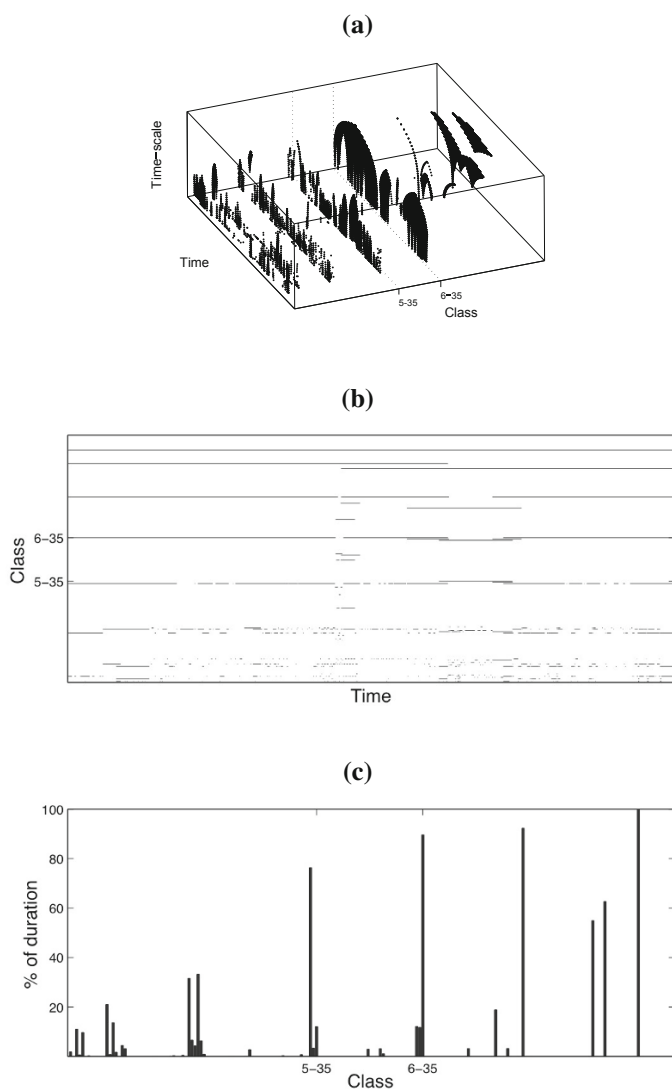 (a)
Time-scale
Time
5-35
6-35
Class
(b)
6-35
5-35
Class
Time
(c)
100
80
60
40
20
% of duration
5-35
6-35
Class